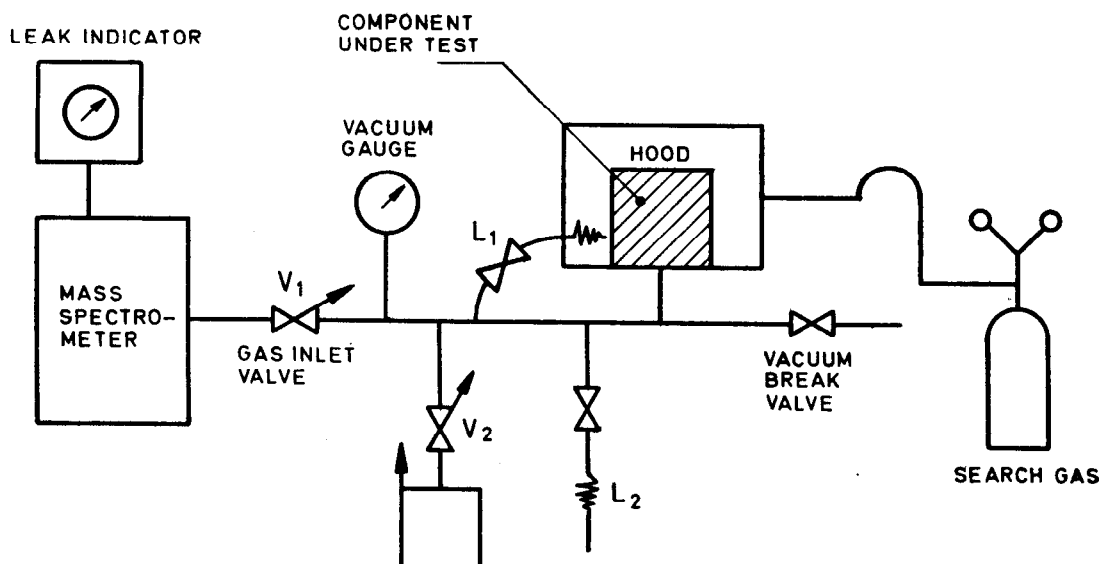 COMPONENT
UNDER TEST
LEAK INDICATOR
VACUUM
GAUGE
HOOD
L1
V1
MASS
SPECTRO-
METER
GAS INLET
VALVE
VACUUM
BREAK
VALVE
V2
L2
SEARCH GAS